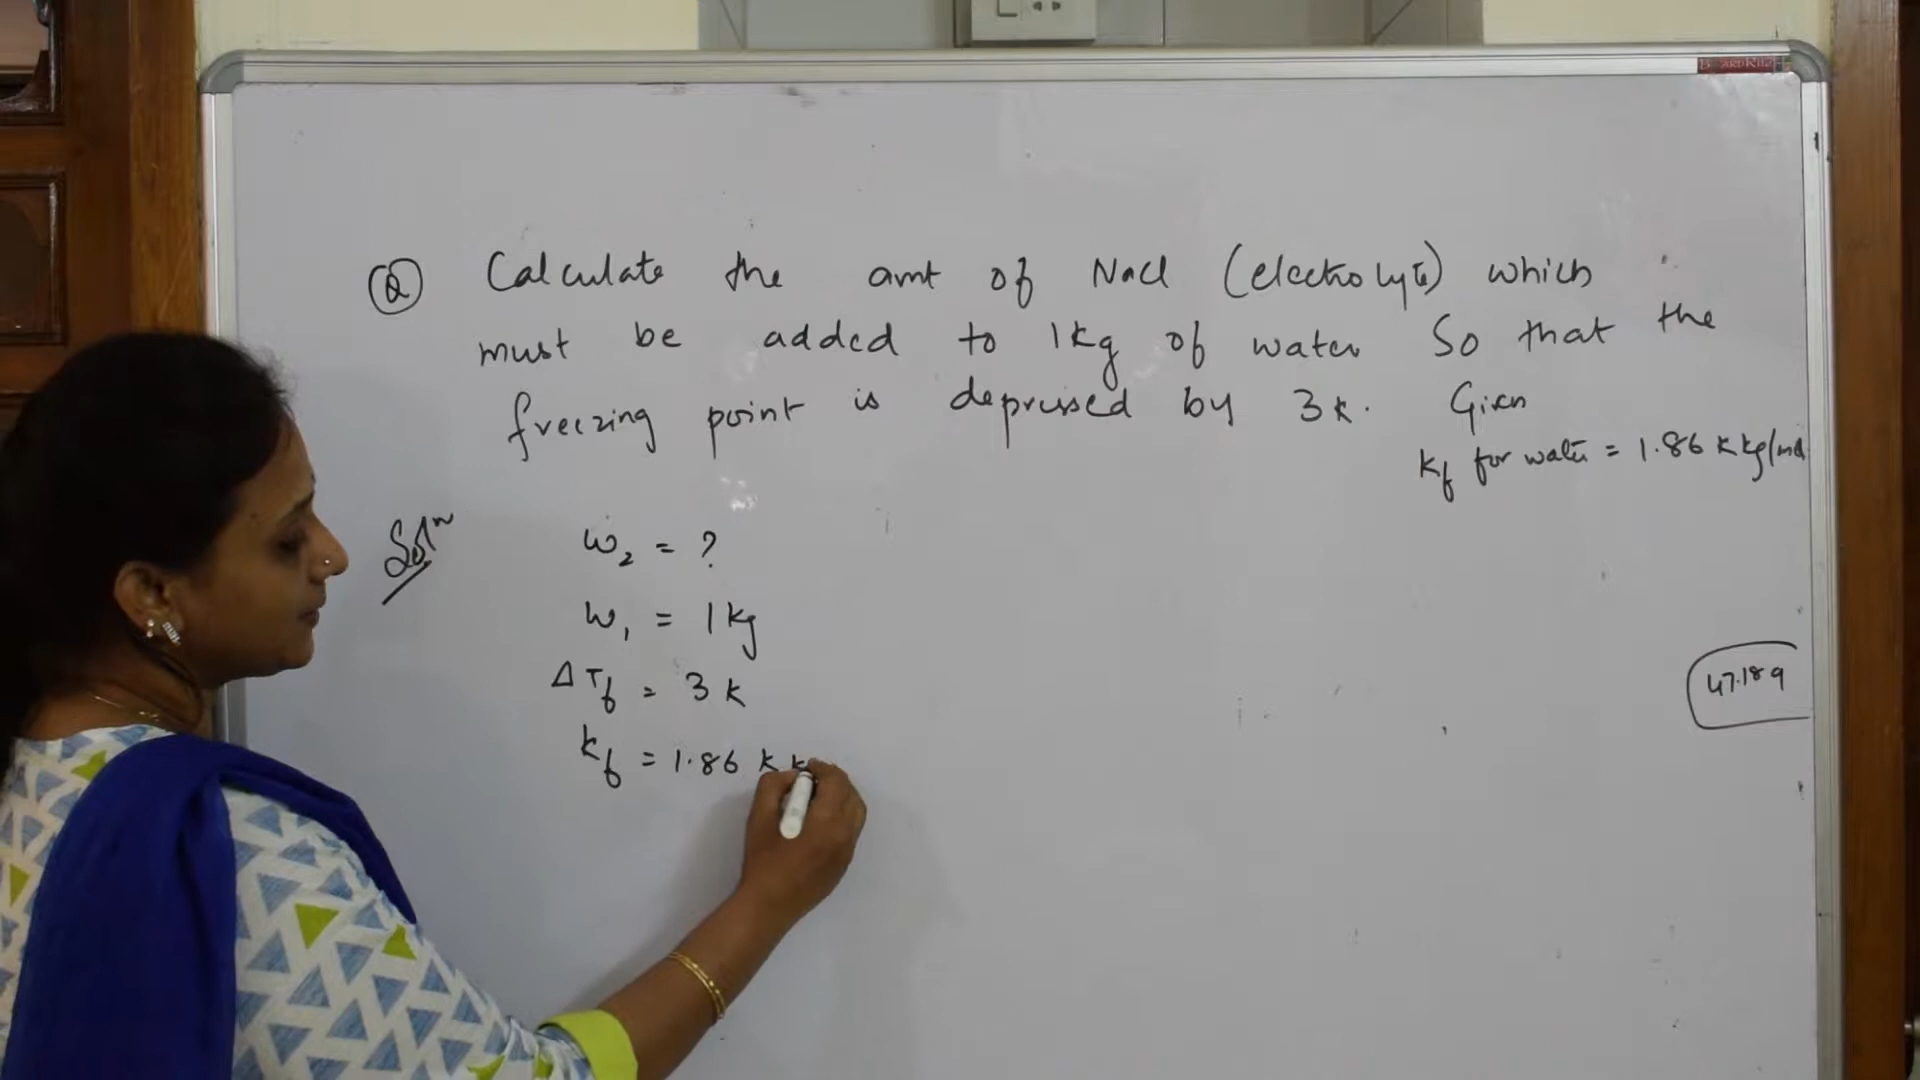 Q Calculate the amt of NaCl (electrolyte) which
must be added to 1kg of water So that the
freezing point is depressed by 3K. Given
Kf for water = 1.86 K kg/mol
Solⁿ
W₂ = ?
W₁ = 1kg
ΔTf = 3 K
Kf = 1.86 K k
47.18g